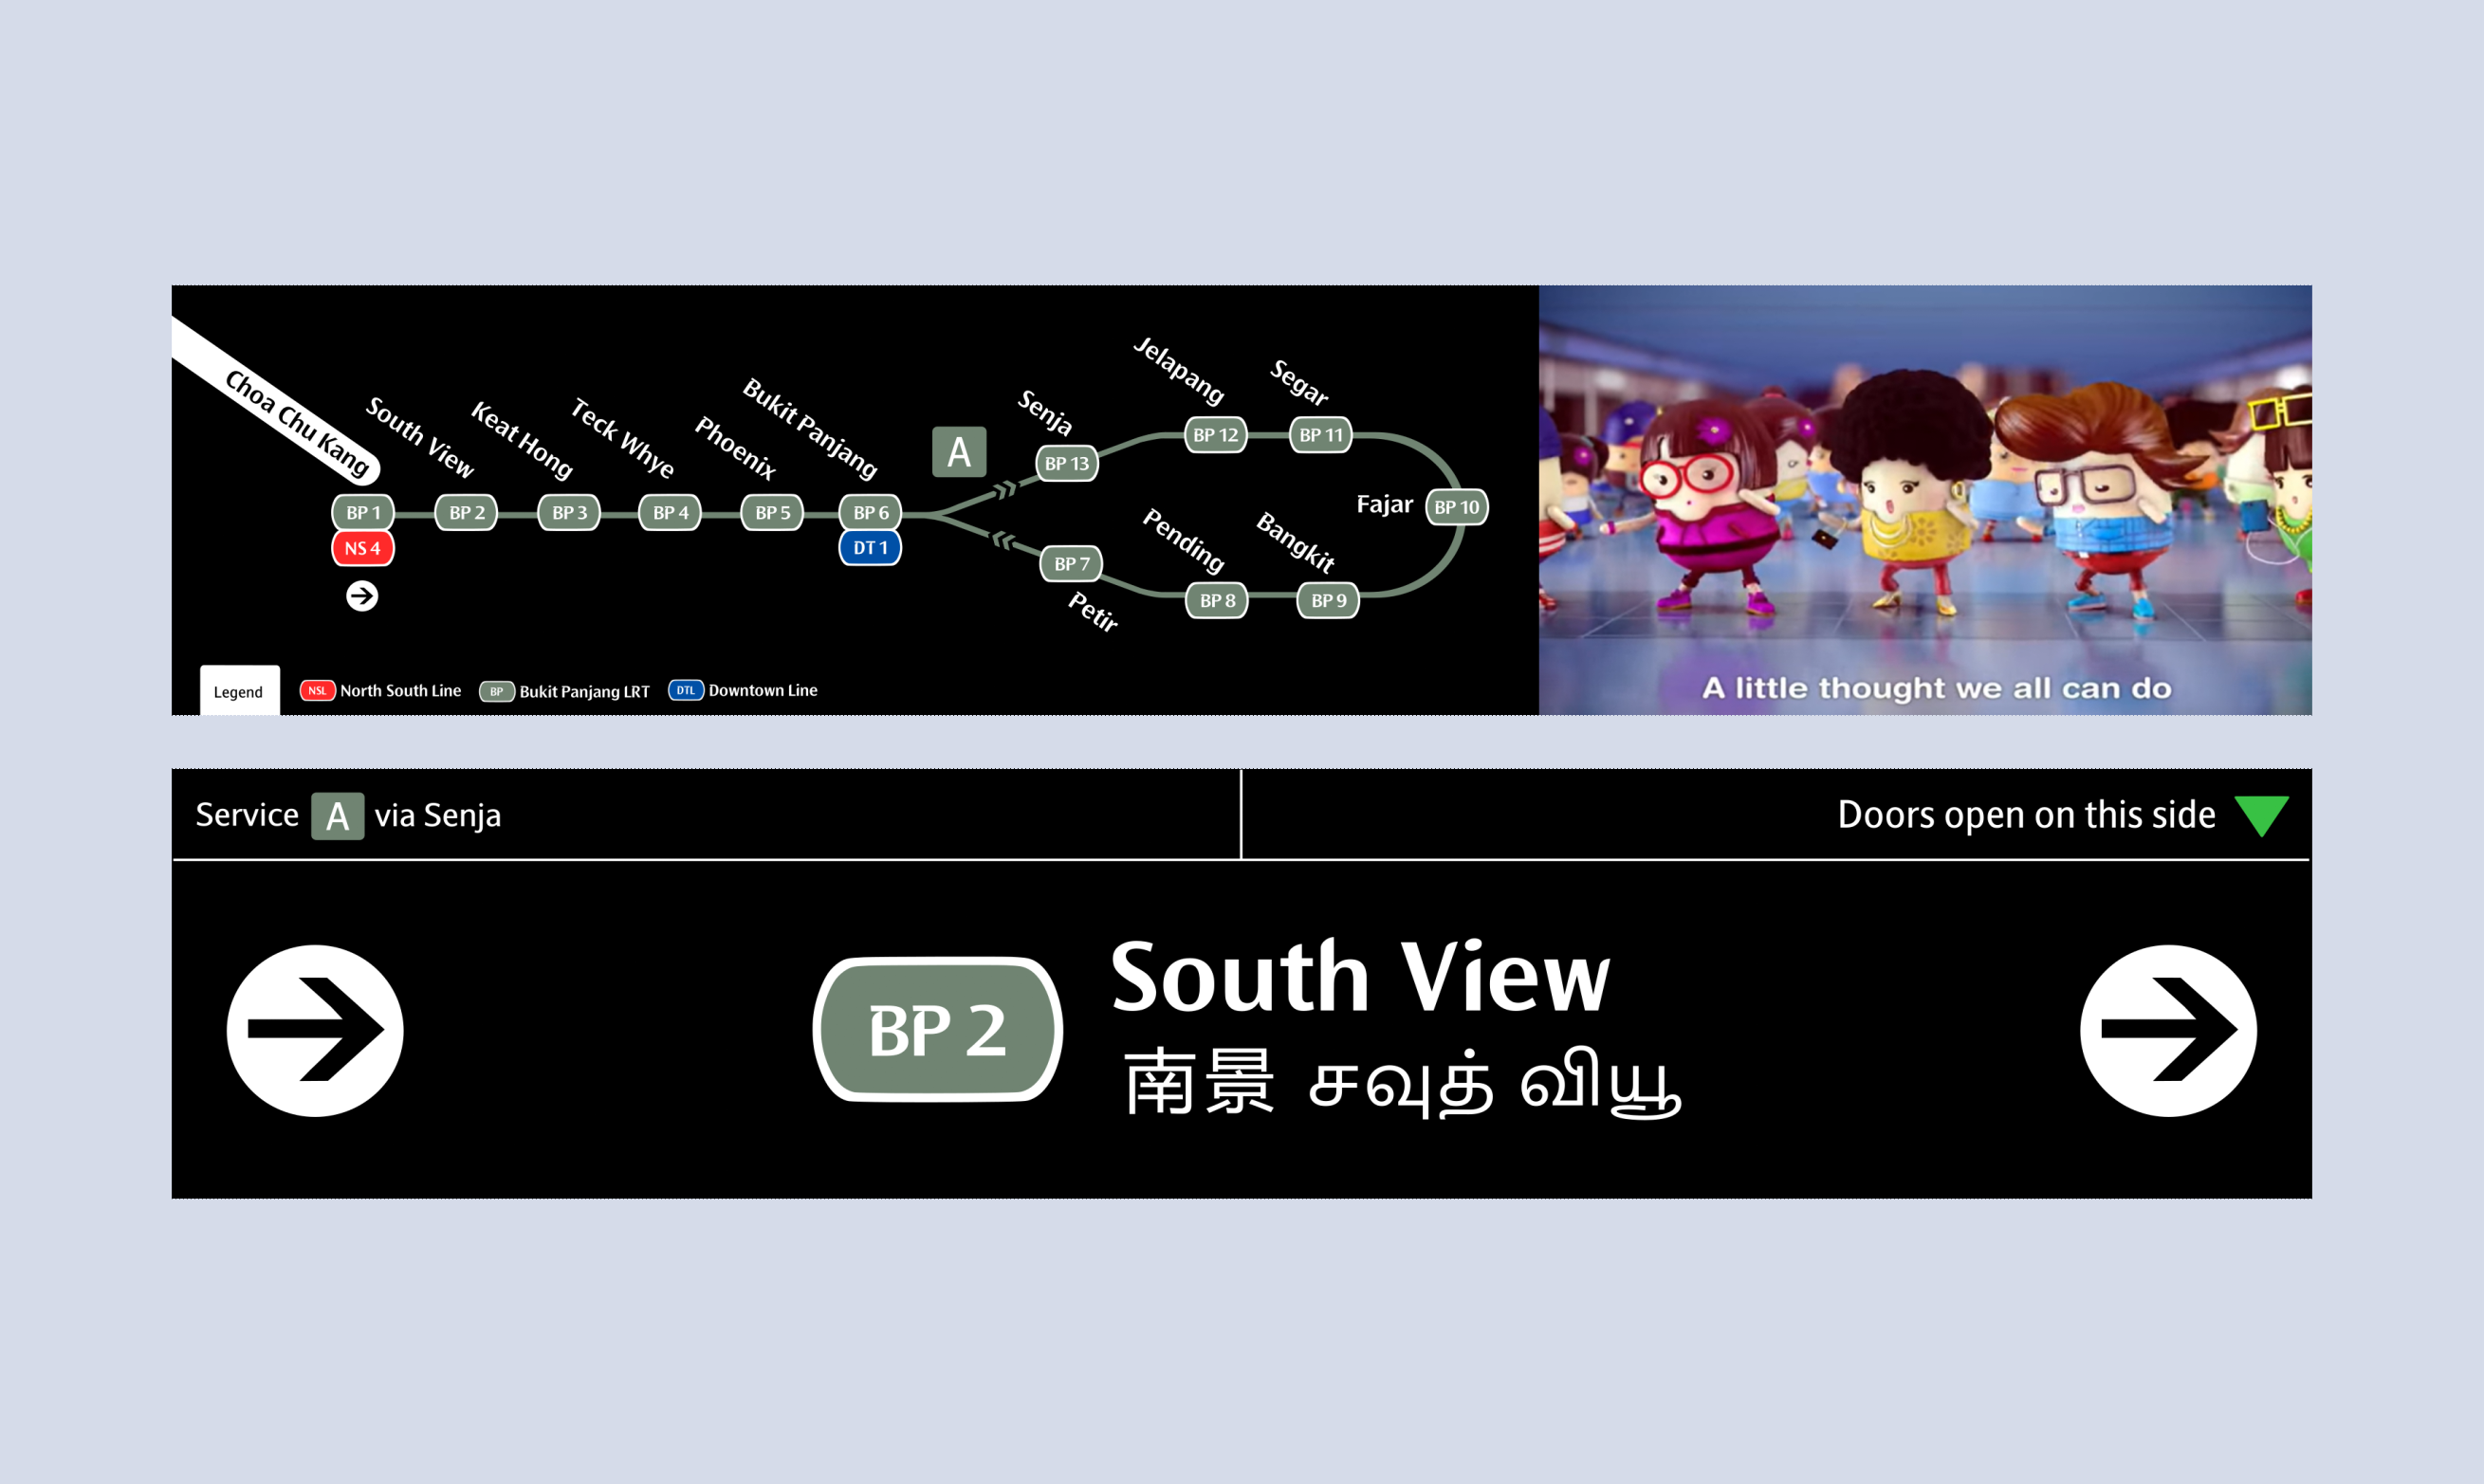 Choa Chu Kang
South View
Keat Hong
Teck Whye
Phoenix
Bukit Panjang
A
Senja
Jelapang
Segar
BP 13
BP 12
BP 11
BP 1
BP 2
BP 3
BP 4
BP 5
BP 6
Fajar
BP 10
NS 4
DT 1
Pending
Bangkit
BP 7
BP 8
BP 9
Petir
Legend
NSL North South Line
BP Bukit Panjang LRT
DTL Downtown Line
A little thought we all can do
Service A via Senja
Doors open on this side
BP 2
South View
南景 சவுத் வியூ